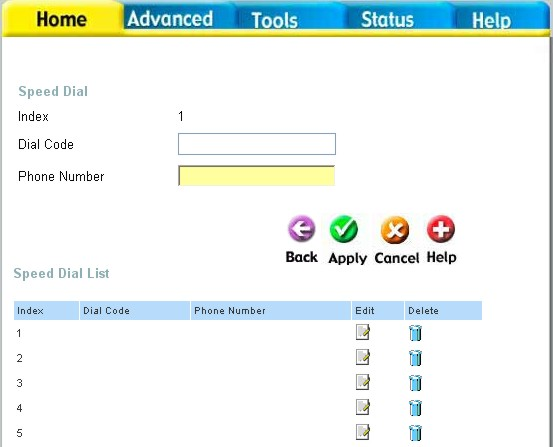 Home Advanced Tools Status Help
Speed Dial
Index 1
Dial Code
Phone Number
Back Apply Cancel Help
Speed Dial List
Index Dial Code Phone Number Edit Delete
1
2
3
4
5